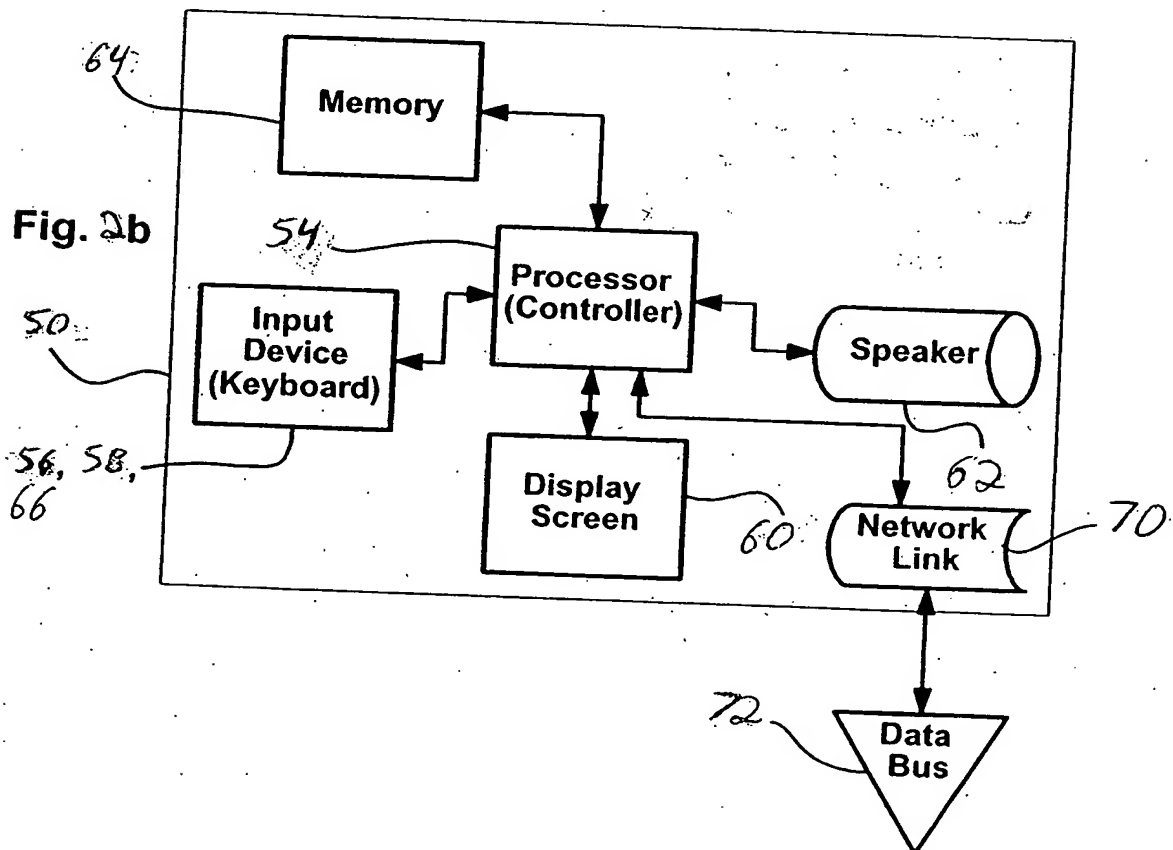 64
Memory
Fig. 2b
54
Processor
(Controller)
50
Input
Device
(Keyboard)
Speaker
56, 58,
66
Display
Screen
60
62
Network
Link
70
72
Data
Bus